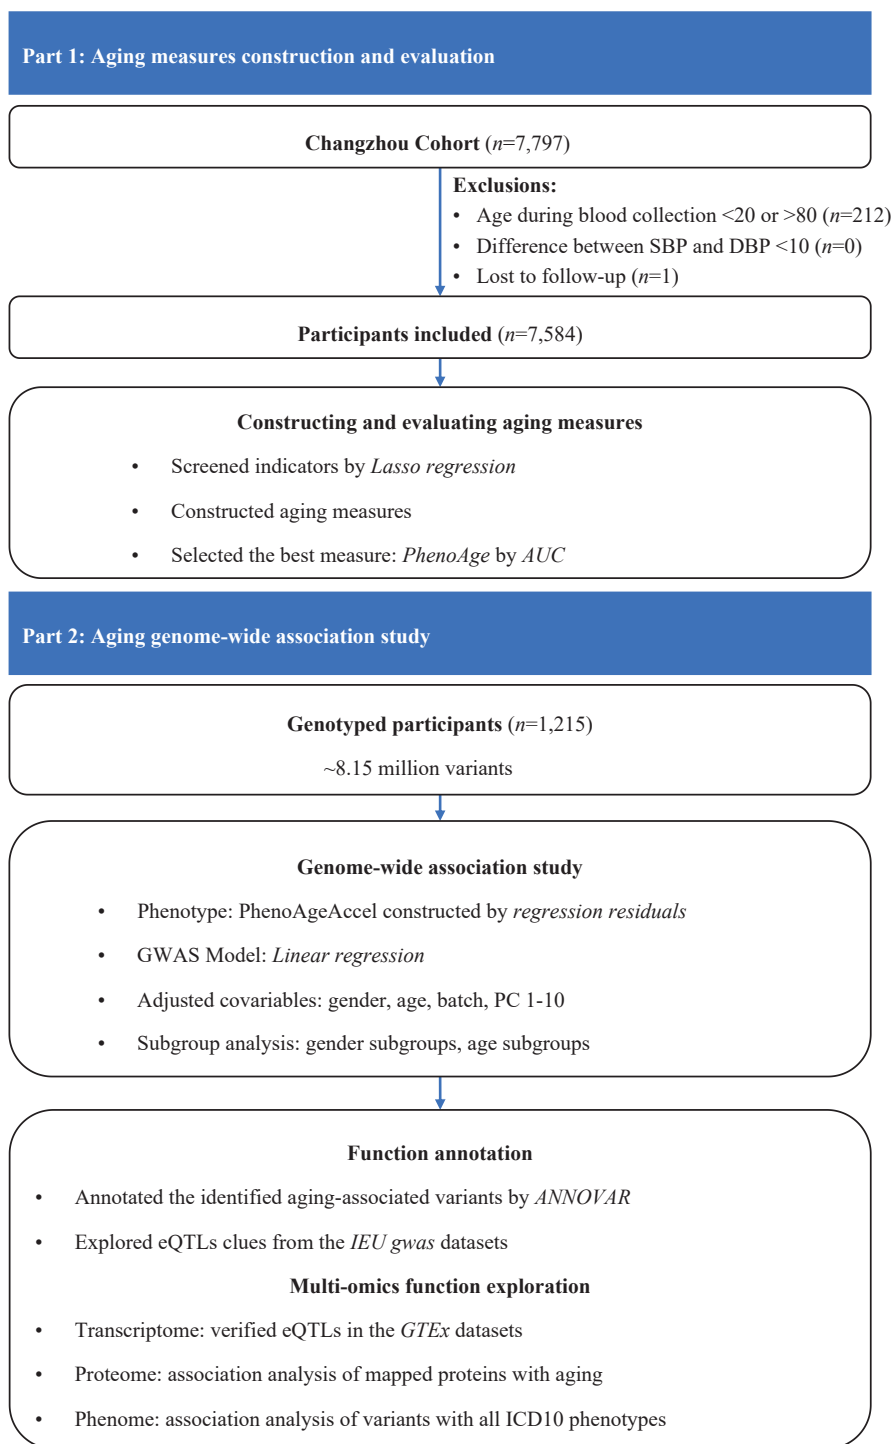 Part 1: Aging measures construction and evaluation
Changzhou Cohort (n=7,797)
Exclusions:
• Age during blood collection <20 or >80 (n=212)
• Difference between SBP and DBP <10 (n=0)
• Lost to follow-up (n=1)
Participants included (n=7,584)
Constructing and evaluating aging measures
• Screened indicators by Lasso regression
• Constructed aging measures
• Selected the best measure: PhenoAge by AUC
Part 2: Aging genome-wide association study
Genotyped participants (n=1,215)
~8.15 million variants
Genome-wide association study
• Phenotype: PhenoAgeAccel constructed by regression residuals
• GWAS Model: Linear regression
• Adjusted covariables: gender, age, batch, PC 1-10
• Subgroup analysis: gender subgroups, age subgroups
Function annotation
• Annotated the identified aging-associated variants by ANNOVAR
• Explored eQTLs clues from the IEU gwas datasets
Multi-omics function exploration
• Transcriptome: verified eQTLs in the GTEx datasets
• Proteome: association analysis of mapped proteins with aging
• Phenome: association analysis of variants with all ICD10 phenotypes